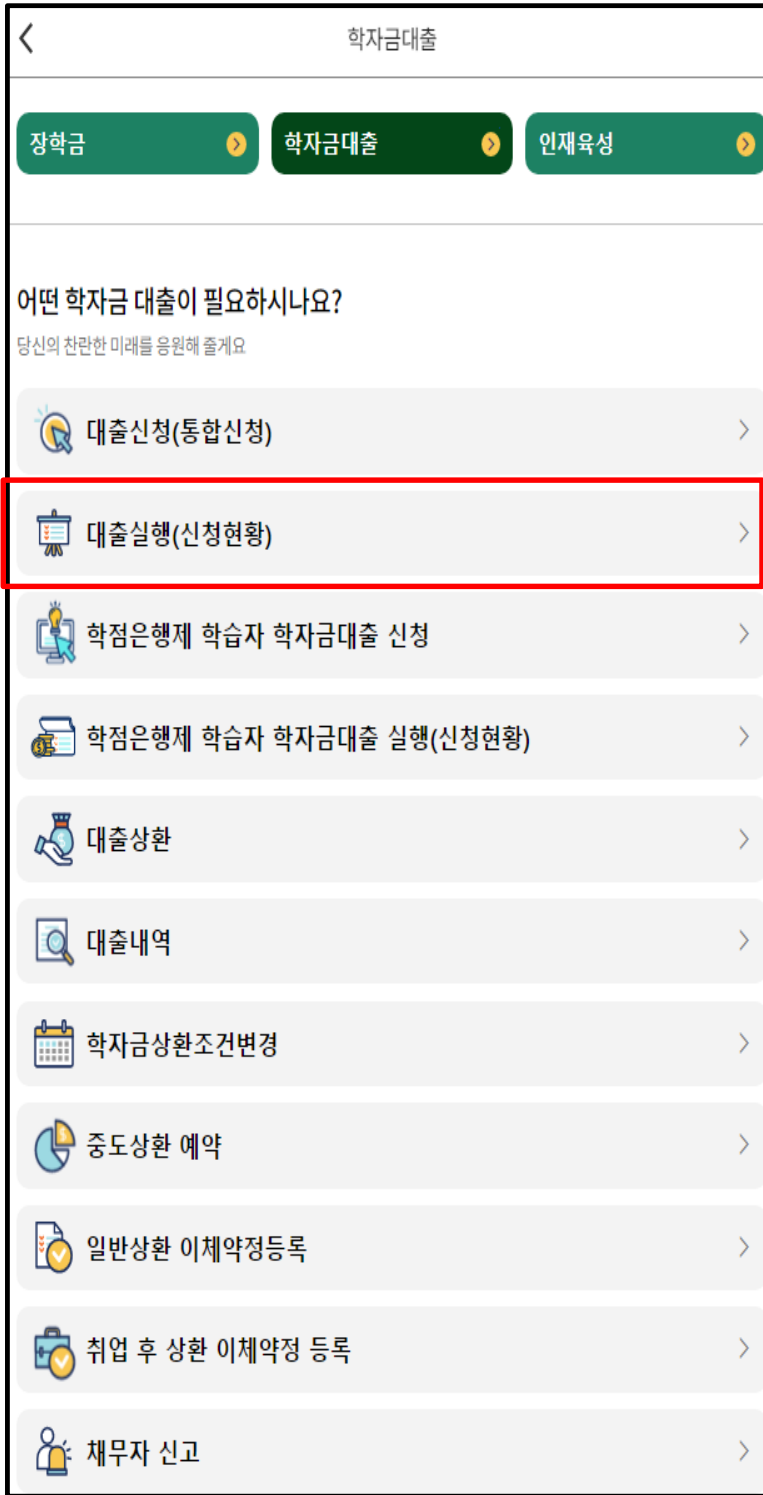 학자금대출
장학금
학자금대출
인재육성
어떤 학자금 대출이 필요하시나요?
당신의 찬란한 미래를 응원해 줄게요
대출신청(통합신청)
대출실행(신청현황)
학점은행제 학습자 학자금대출 신청
학점은행제 학습자 학자금대출 실행(신청현황)
대출상환
대출내역
학자금상환조건변경
중도상환 예약
일반상환 이체약정등록
취업 후 상환 이체약정 등록
채무자 신고